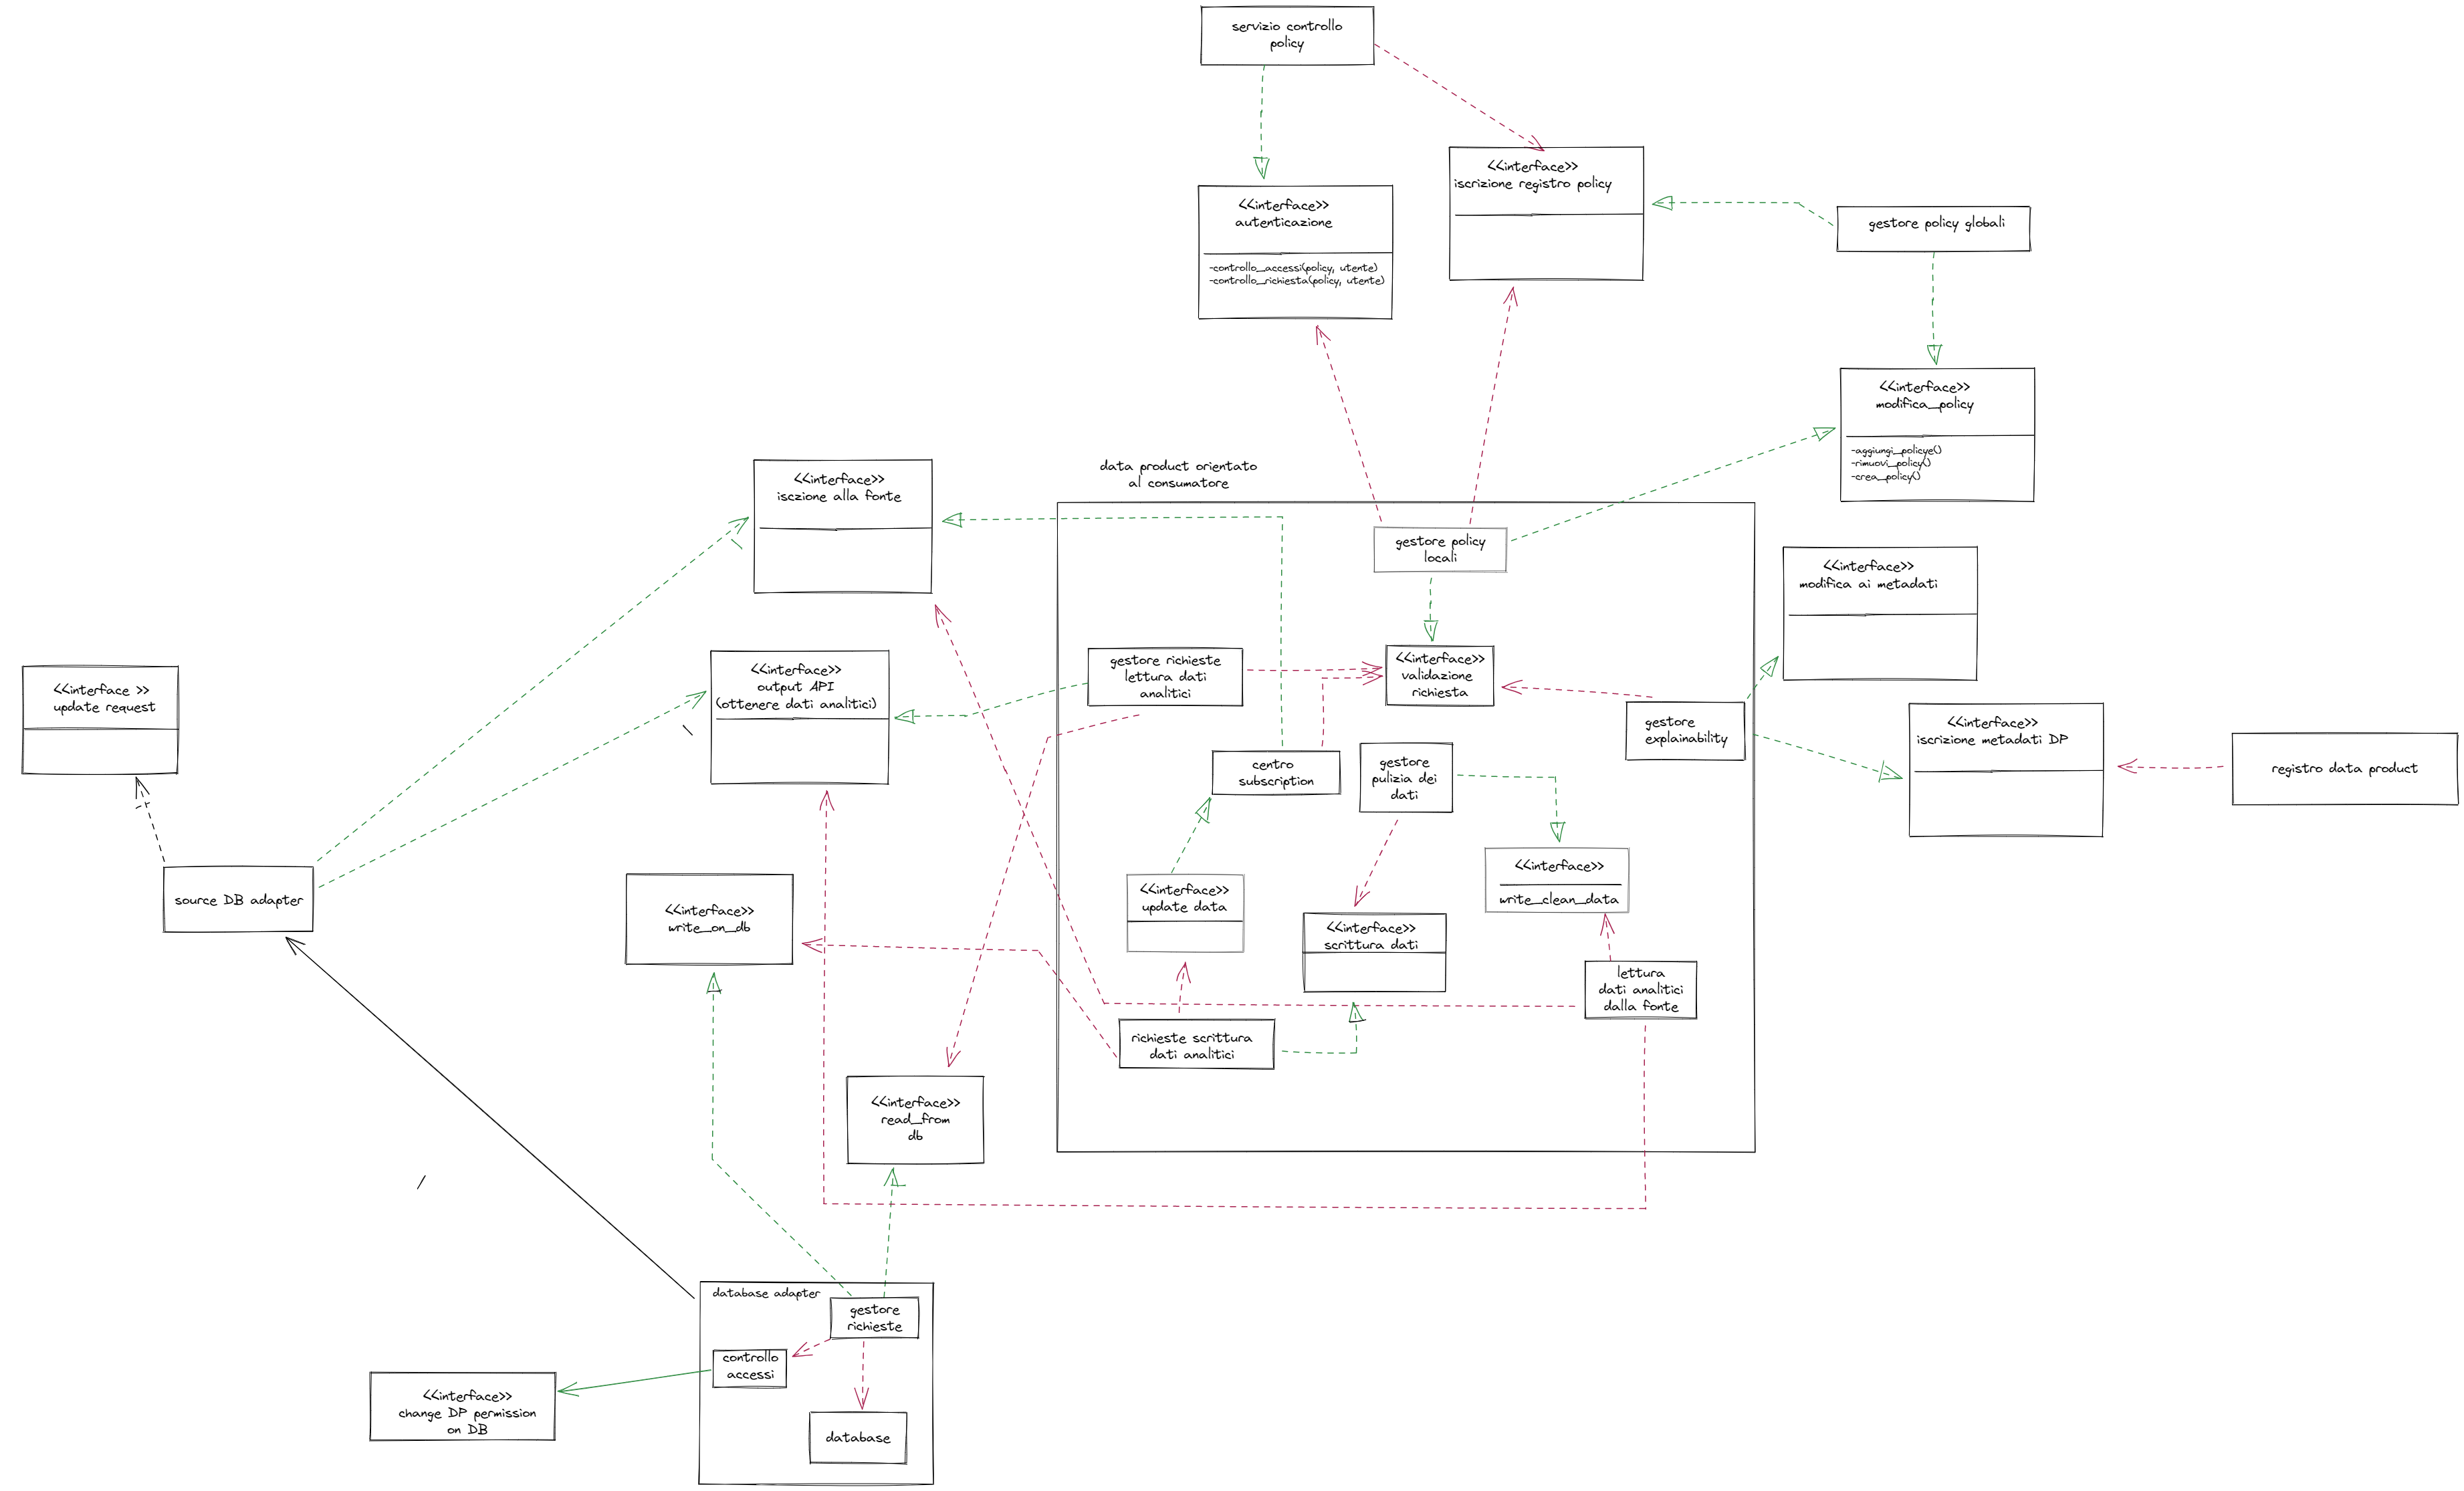 servizio controllo
policy
<<interface>>
iscrizione registro policy
<<interface>>
autenticazione
-controllo_accessi(policy, utente)
-controllo_richiesta(policy, utente)
gestore policy globali
<<interface>>
modifica_policy
-aggiungi_policye()
-rimuovi_policy()
-crea_policy()
data product orientato
al consumatore
<<interface>>
isczione alla fonte
gestore policy
locali
<<interface>>
modifica ai metadati
<<interface>>
output API
(ottenere dati analitici)
gestore richieste
lettura dati
analitici
<<interface>>
validazione
richiesta
<<interface >>
update request
gestore
explainability
<<interface>>
iscrizione metadati DP
registro data product
centro
subscription
gestore
pulizia dei
dati
<<interface>>
write_clean_data
source DB adapter
<<interface>>
write_on_db
<<interface>>
update data
<<interface>>
scrittura dati
lettura
dati analitici
dalla fonte
richieste scrittura
dati analitici
<<interface>>
read_from
db
database adapter
gestore
richieste
controllo
accessi
<<interface>>
change DP permission
on DB
database